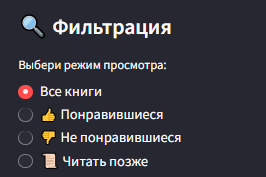 🔍 Фильтрация
Выбери режим просмотра:
Все книги
👍 Понравившиеся
👎 Не понравившиеся
📜 Читать позже